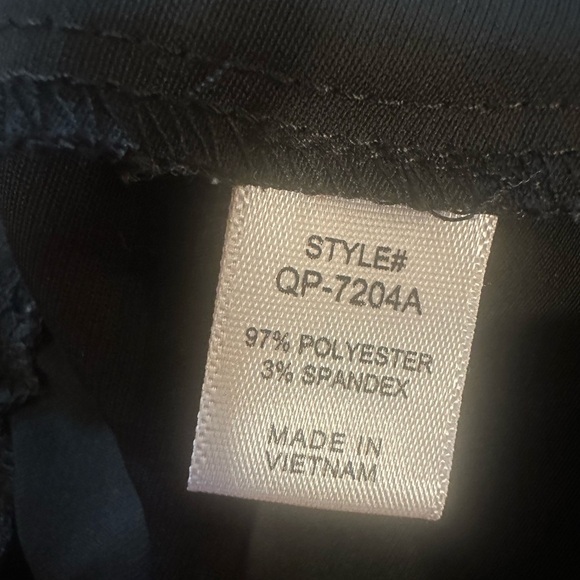 STYLE#
QP-7204A
97% POLYESTER
3% SPANDEX
MADE IN
VIETNAM